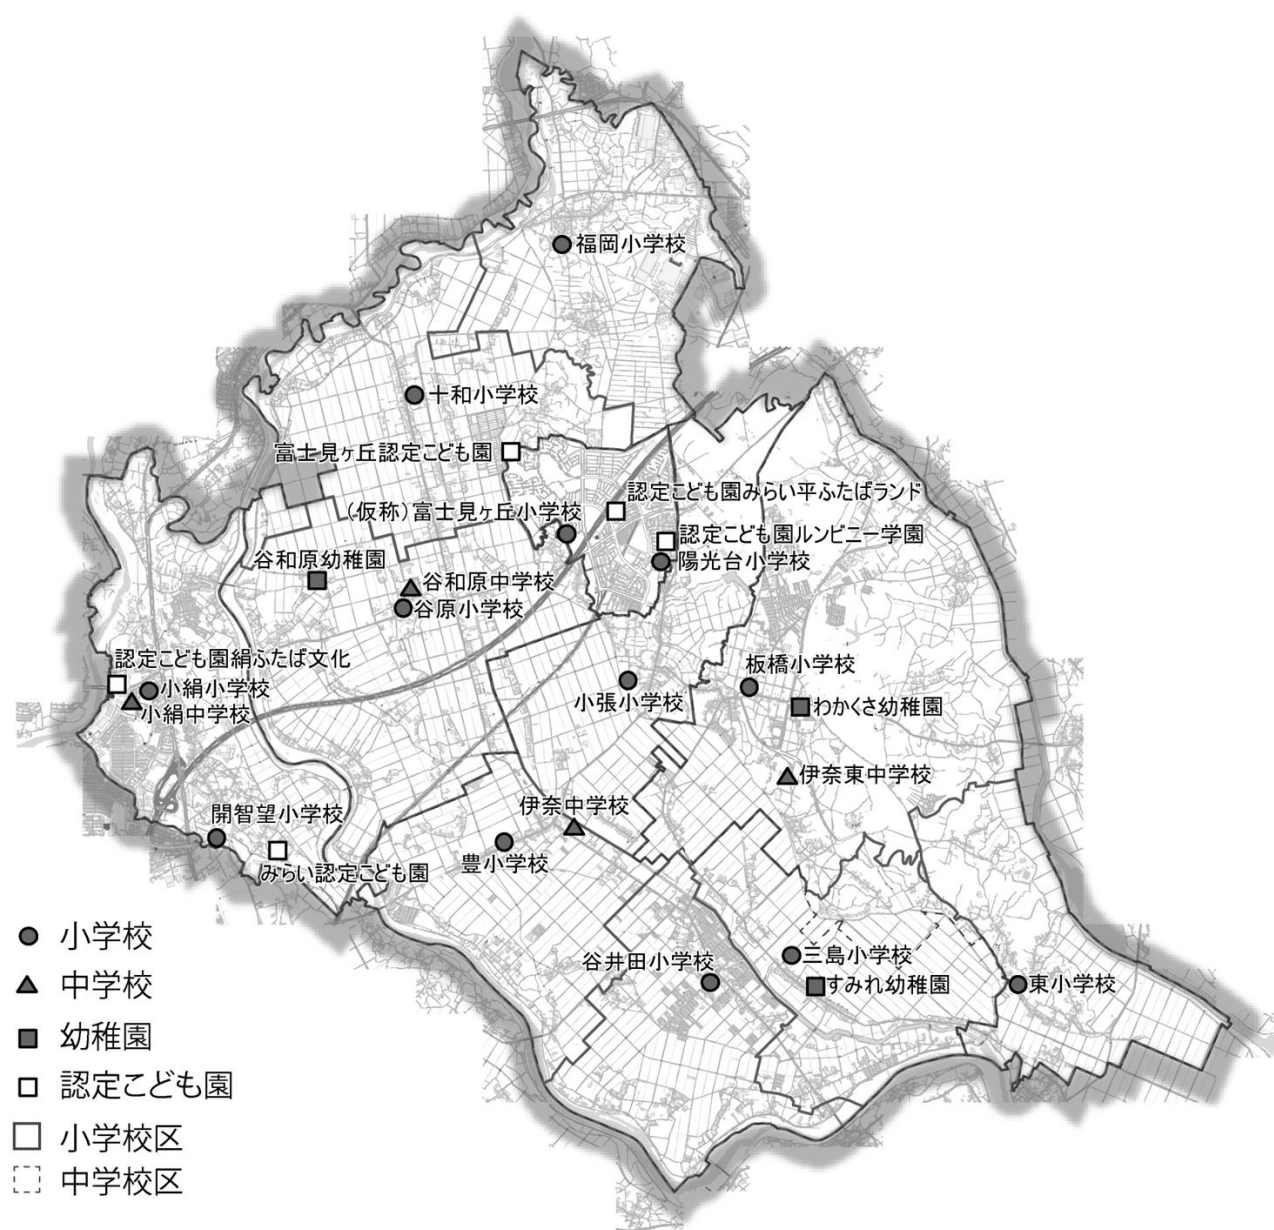 福岡小学校
十和小学校
富士見ヶ丘認定こども園
認定こども園みらい平ふたばランド
(仮称)富士見ヶ丘小学校
認定こども園ルンビニー学園
陽光台小学校
谷和原幼稚園
谷和原中学校
谷原小学校
認定こども園絹ふたば文化
小絹小学校
小絹中学校
小張小学校
板橋小学校
わかくさ幼稚園
伊奈東中学校
開智望小学校
みらい認定こども園
伊奈中学校
豊小学校
谷井田小学校
三島小学校
すみれ幼稚園
東小学校
小学校
中学校
幼稚園
認定こども園
小学校区
中学校区